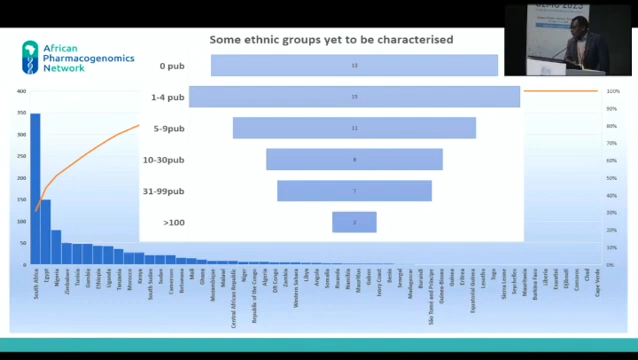 African
Pharmacogenomics
Network
Some ethnic groups yet to be characterised
0 pub
13
1-4 pub
15
5-9 pub
11
10-30 pub
8
31-99pub
7
>100
2
400
350
300
250
200
150
100
50
0
100%
90%
80%
70%
60%
50%
40%
30%
20%
10%
0%
South Africa
Egypt
Nigeria
Zimbabwe
Tunisia
Gambia
Ethiopia
Uganda
Tanzania
Morocco
Kenya
South Sudan
Sudan
Cameroon
Botswana
Mali
Ghana
Mozambique
Malawi
Central African Republic
Niger
Republic of the Congo
Algeria
DR Congo
Zambia
Western Sahara
Libya
Angola
Somalia
Rwanda
Namibia
Mauritius
Gabon
Ivory Coast
Benin
Senegal
Madagascar
Burundi
São Tomé and Príncipe
Guinea-Bissau
Guinea
Eritrea
Equatorial Guinea
Lesotho
Togo
Sierra Leone
Seychelles
Mauritania
Burkina Faso
Liberia
Eswatini
Djibouti
Comoros
Chad
Cape Verde